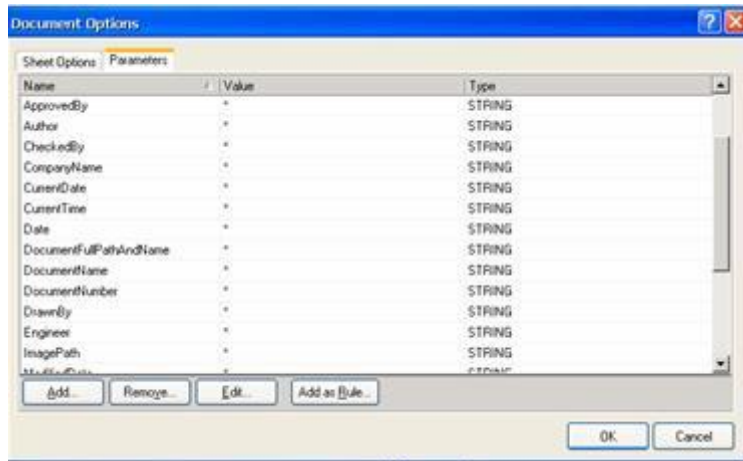 Document Options
Sheet Options Parameters
Name / Value Type
ApprovedBy * STRING
Author * STRING
CheckedBy * STRING
CompanyName * STRING
CurrentDate * STRING
CurrentTime * STRING
Date * STRING
DocumentFullPathAndName * STRING
DocumentName * STRING
DocumentNumber * STRING
DrawnBy * STRING
Engineer * STRING
ImagePath * STRING
ModifiedDate * STRING
Add... Remove... Edit... Add as Rule...
OK Cancel